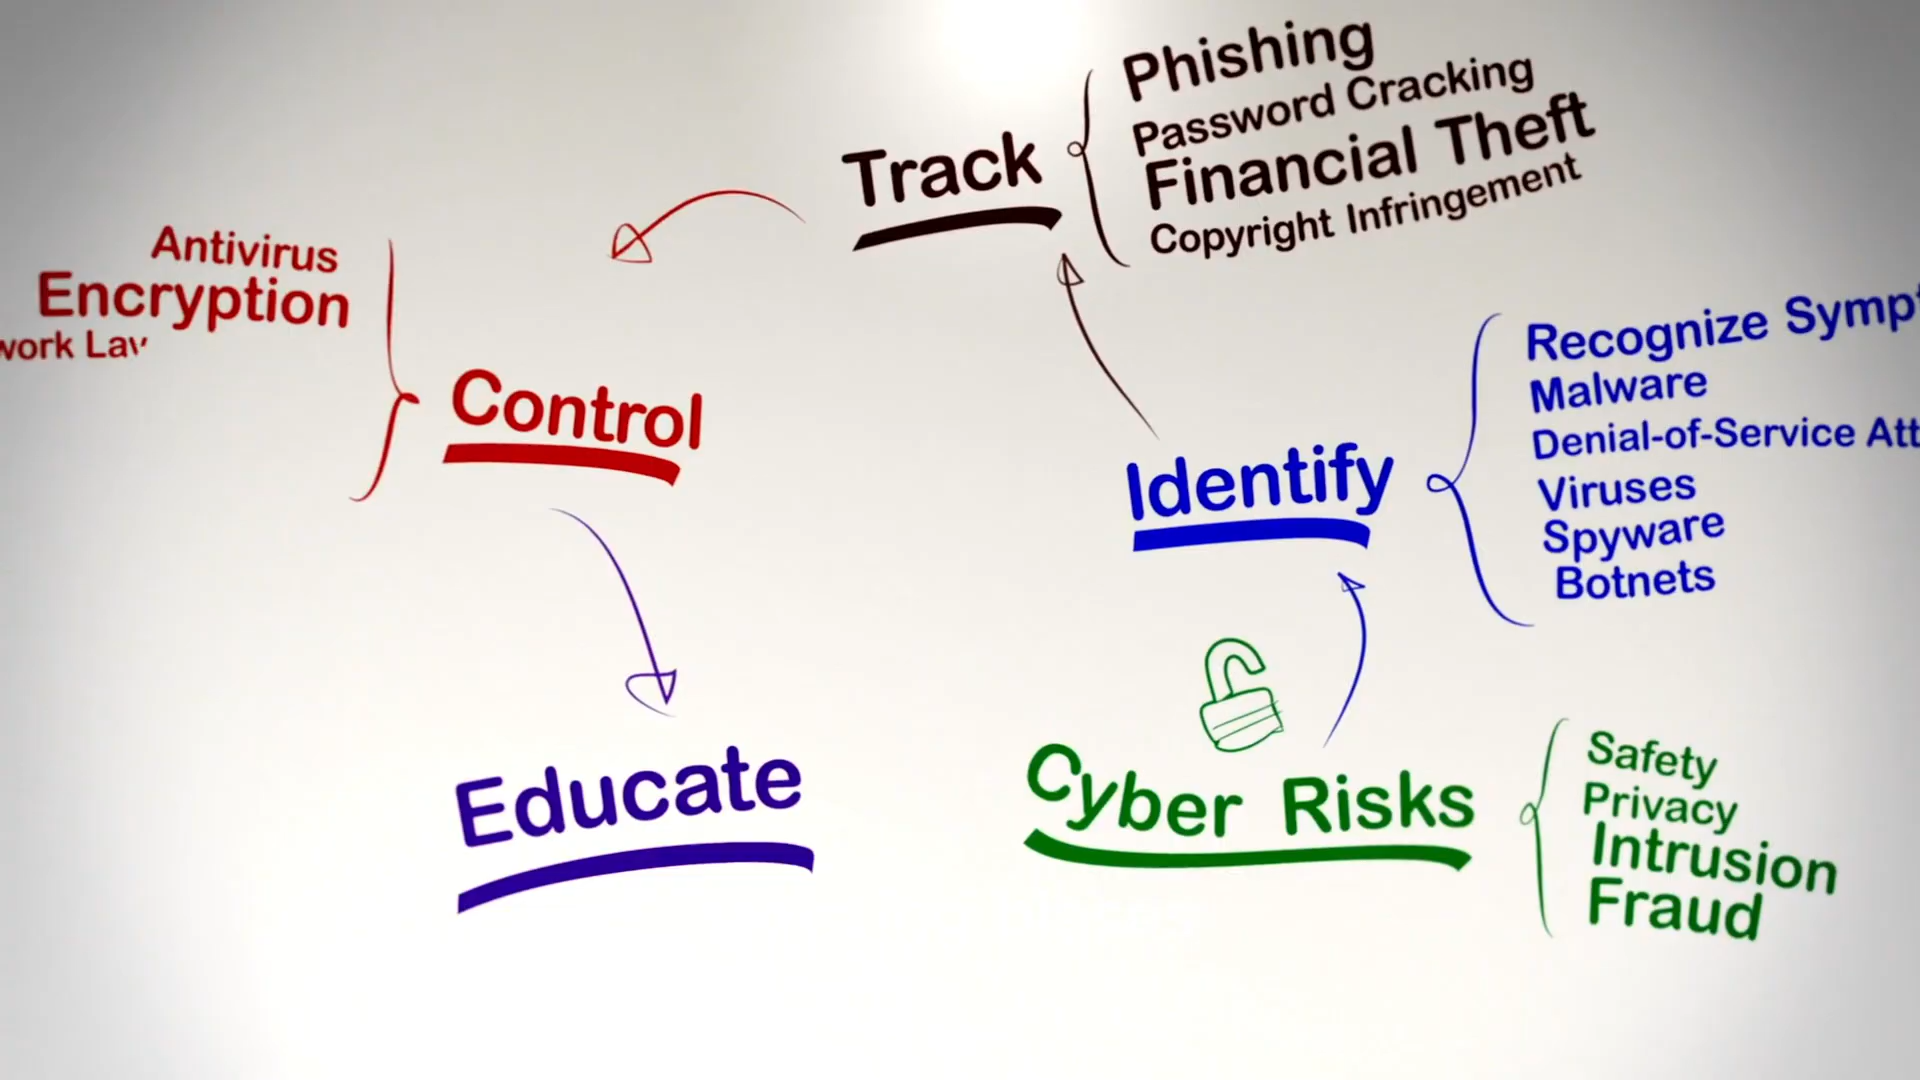 Phishing
Password Cracking
Financial Theft
Copyright Infringement
Track
Antivirus
Encryption
Control
Recognize
Malware
Denial-of-Service
Viruses
Spyware
Botnets
Identify
Educate
Cyber Risks
Safety
Privacy
Intrusion
Fraud